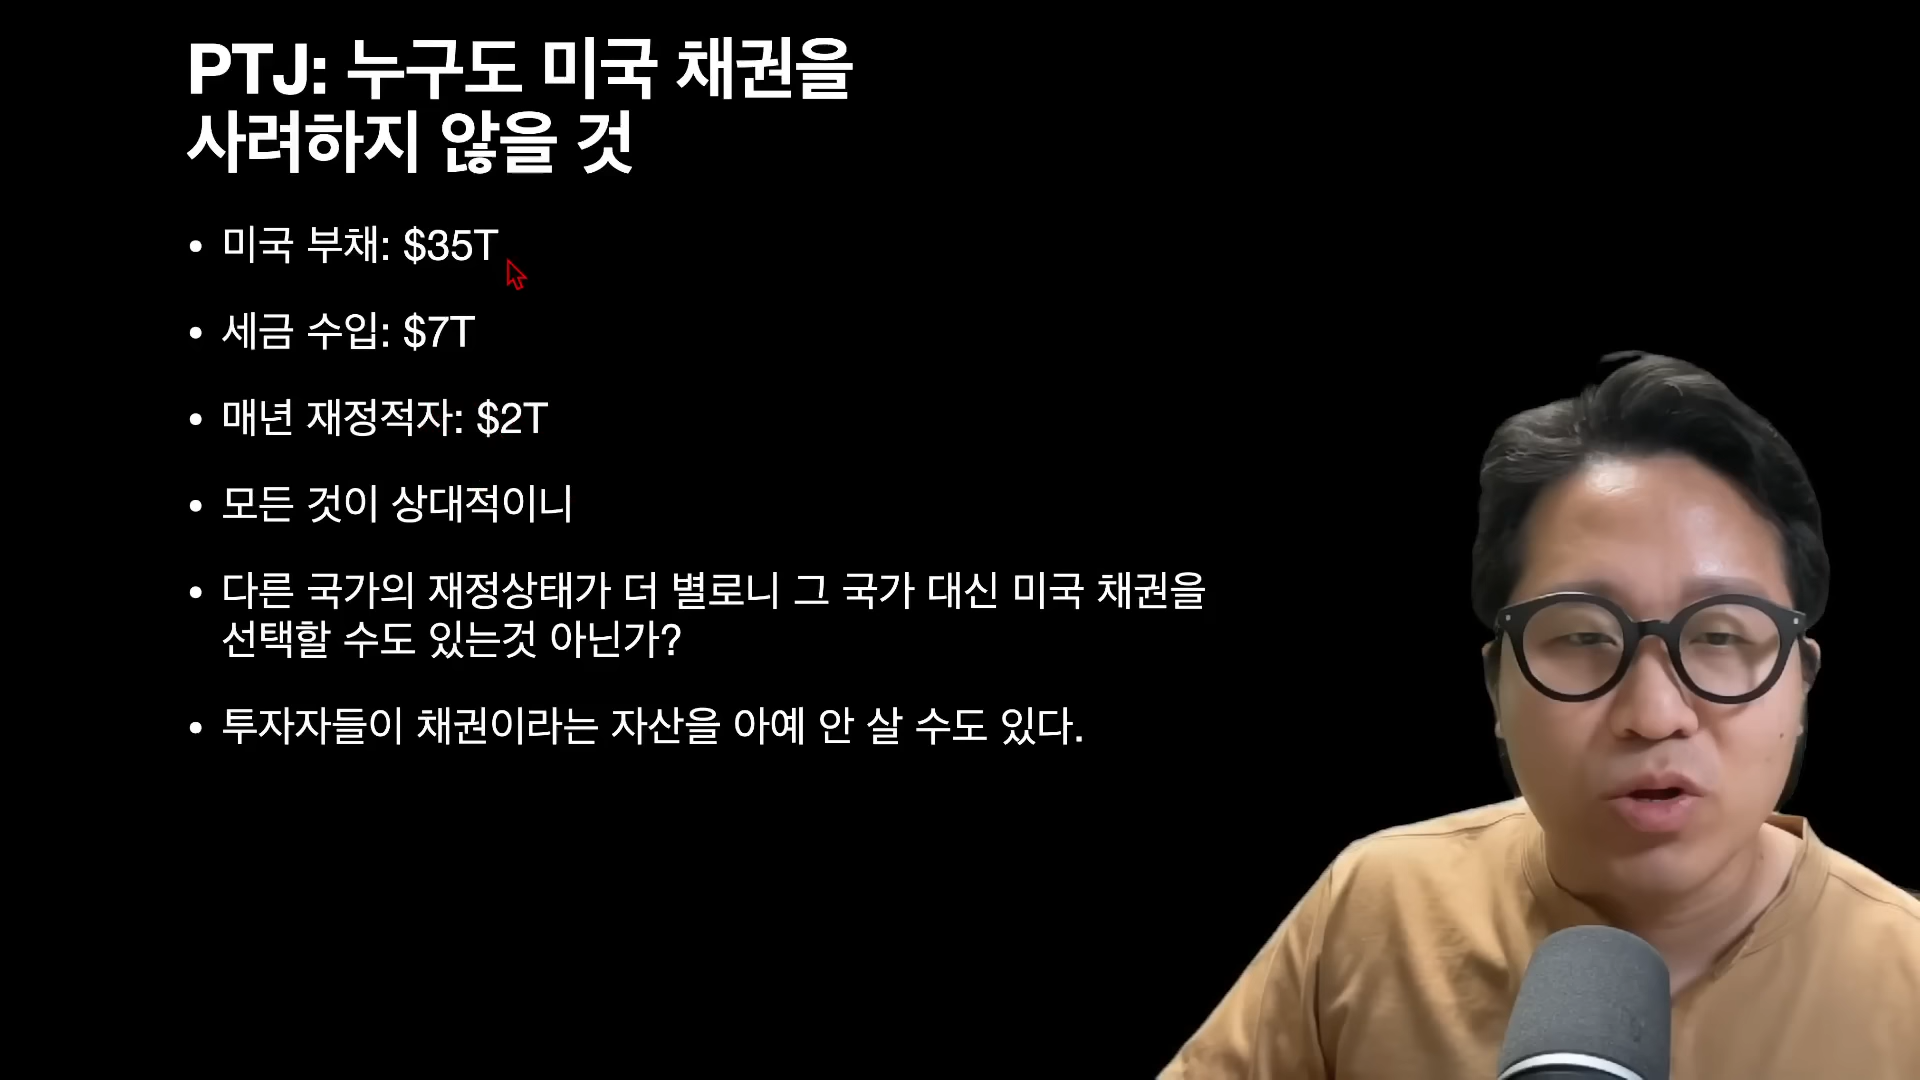 PTJ: 누구도 미국 채권을
사려하지 않을 것
• 미국 부채: $35T
• 세금 수입: $7T
• 매년 재정적자: $2T
• 모든 것이 상대적이니
• 다른 국가의 재정상태가 더 별로니 그 국가 대신 미국 채권을
선택할 수도 있는것 아닌가?
• 투자자들이 채권이라는 자산을 아예 안 살 수도 있다.